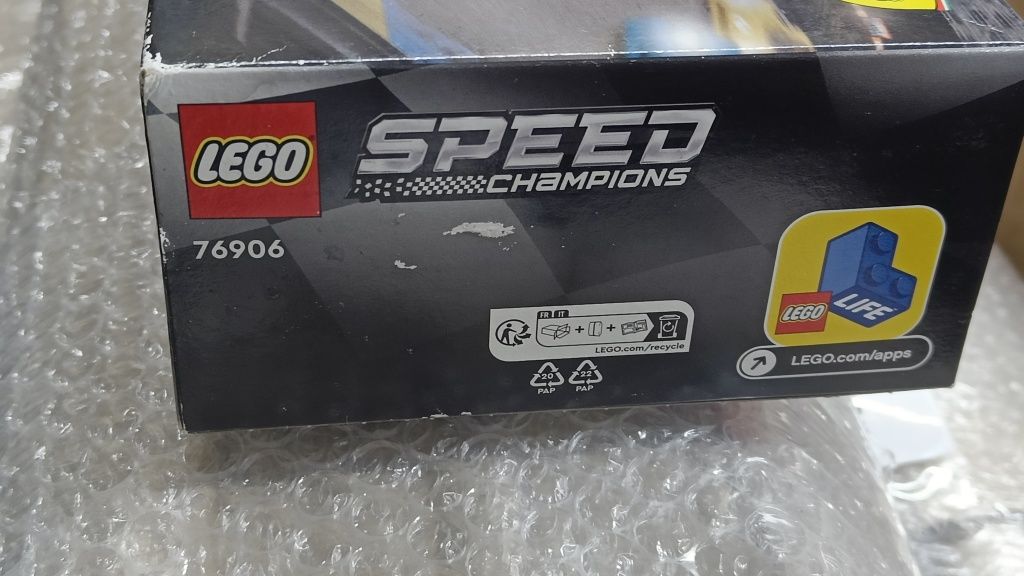 LEGO
SPEED
CHAMPIONS
76906
FR IT
LEGO.com/recycle
20
PAP
22
PAP
LEGO
LIFE
LEGO.com/apps